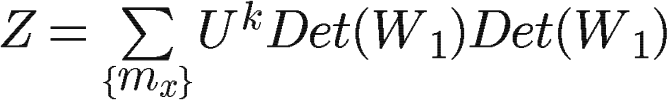 Z = \sum_{\{m_x\}} U^k Det(W_1) Det(W_1)